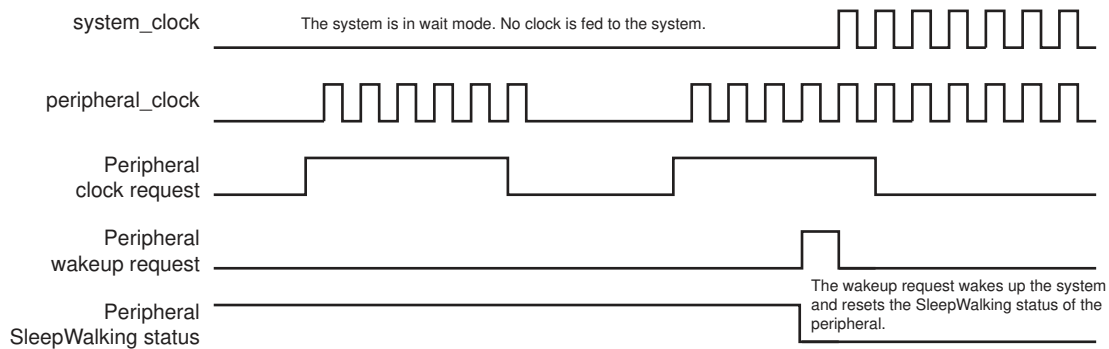 system_clock
The system is in wait mode. No clock is fed to the system.
peripheral_clock
Peripheral
clock request
Peripheral
wakeup request
The wakeup request wakes up the system
and resets the SleepWalking status of the
peripheral.
Peripheral
SleepWalking status